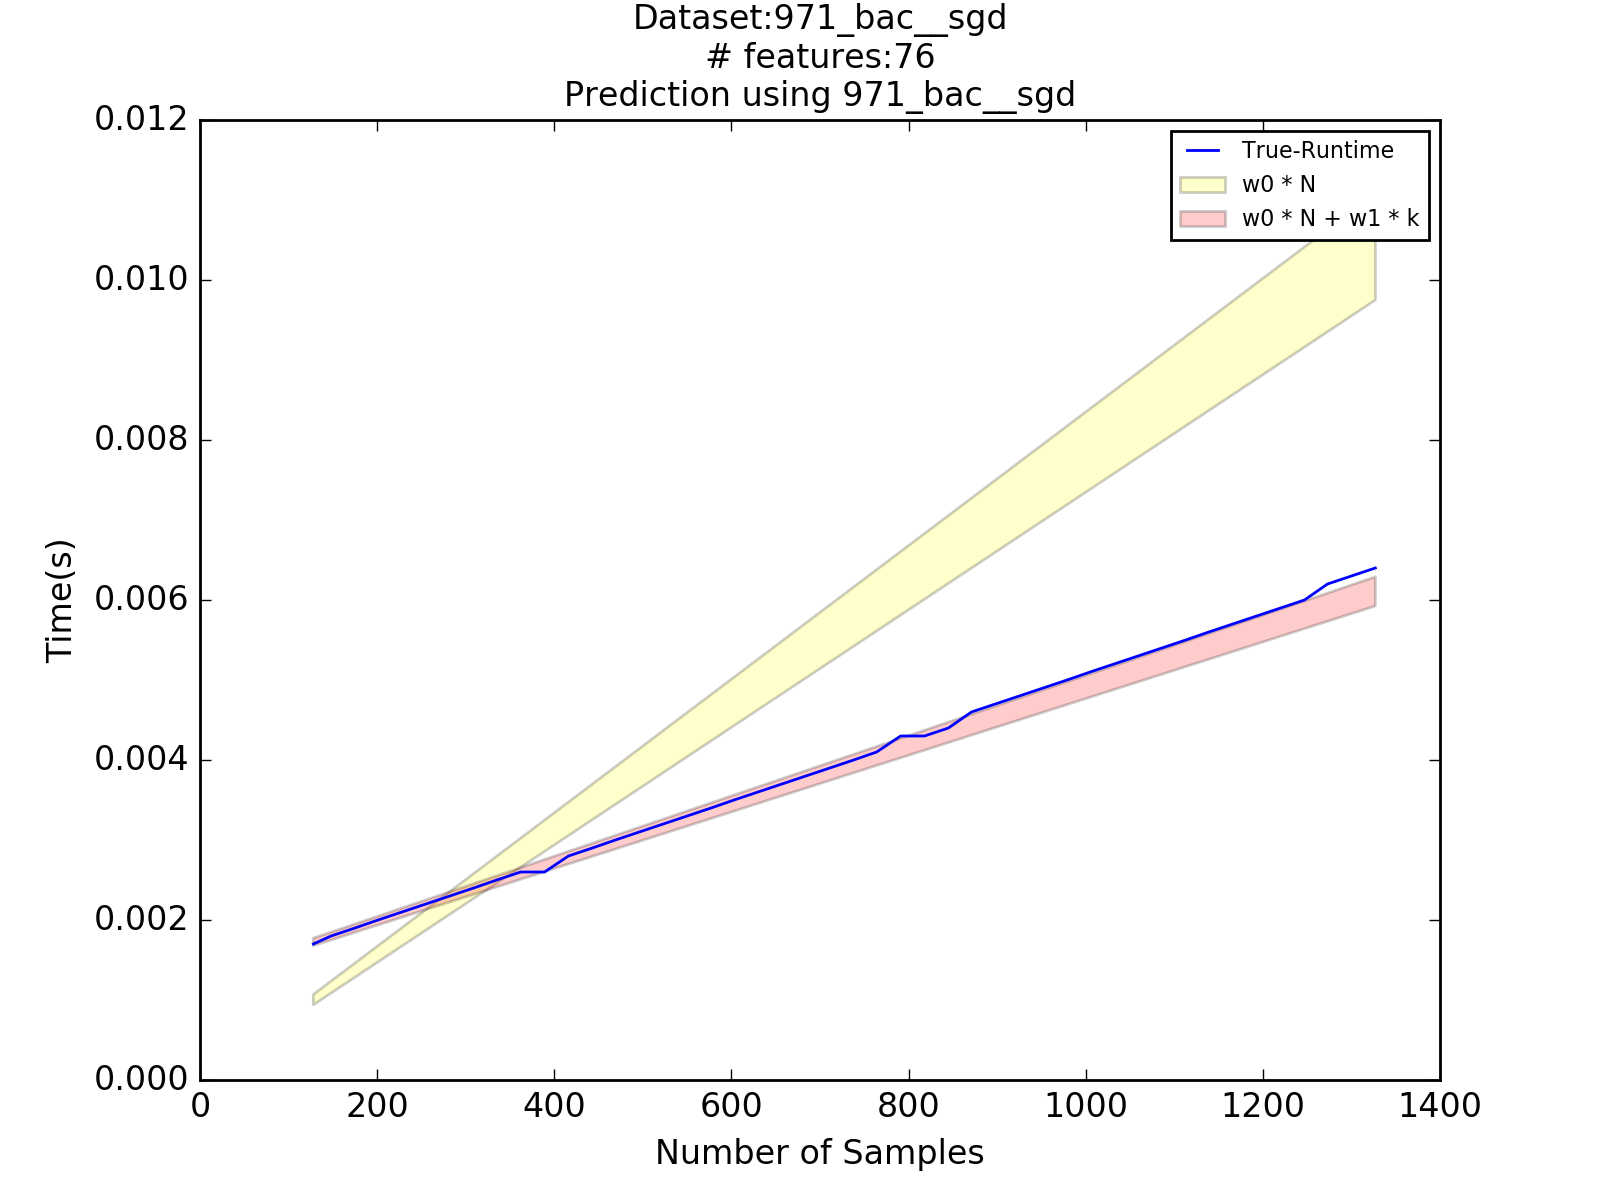 Dataset:971_bac__sgd
# features:76
Prediction using 971_bac__sgd
0.012
0.010
0.008
0.006
0.004
0.002
0.000
Time(s)
True-Runtime
w0 * N
w0 * N + w1 * k
0 200 400 600 800 1000 1200 1400
Number of Samples